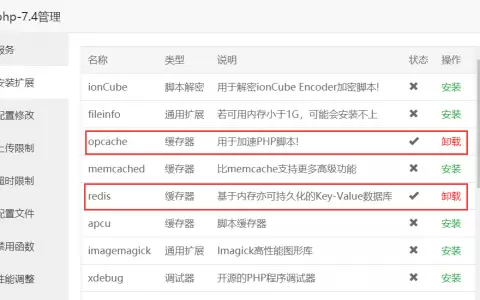 php-7.4管理
服务
安装扩展
配置修改
上传限制
超时限制
配置文件
禁用函数
性能调整
名称 类型 说明 状态 操作
ionCube 脚本解密 用于解密ionCube Encoder加密脚本! 安装
fileinfo 通用扩展 若可用内存小于1G，可能会安装不上 安装
opcache 缓存器 用于加速PHP脚本! 卸载
memcached 缓存器 比memcache支持更多高级功能 安装
redis 缓存器 基于内存亦可持久化的Key-Value数据库 卸载
apcu 缓存器 脚本缓存器 安装
imagemagick 通用扩展 Imagick高性能图形库 安装
xdebug 调试器 开源的PHP程序调试器 安装